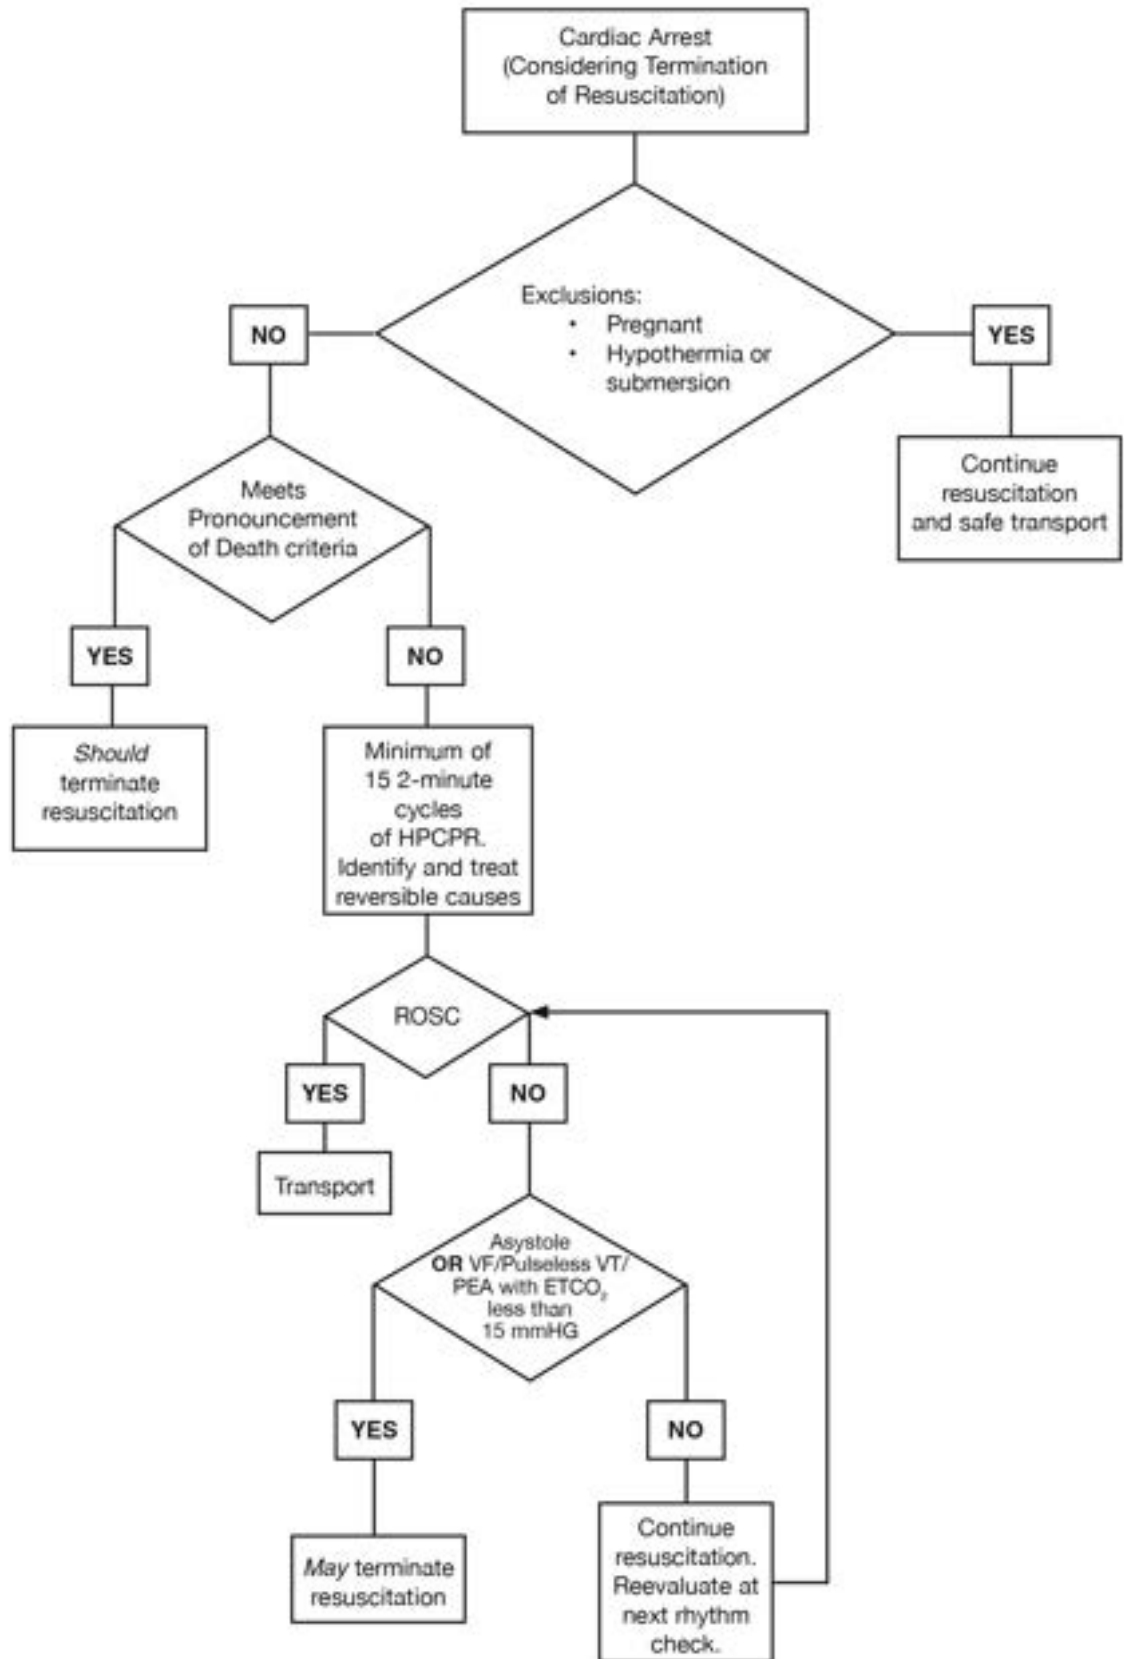 Cardiac Arrest
(Considering Termination
of Resuscitation)
Exclusions:
• Pregnant
• Hypothermia or
submersion
NO
YES
Continue
resuscitation
and safe transport
Meets
Pronouncement
of Death criteria
YES
NO
Should
terminate
resuscitation
Minimum of
15 2-minute
cycles
of HPCPR.
Identify and treat
reversible causes
ROSC
YES
NO
Transport
Asystole
OR VF/Pulseless VT/
PEA with ETCO₂
less than
15 mmHG
YES
NO
May terminate
resuscitation
Continue
resuscitation.
Reevaluate at
next rhythm
check.